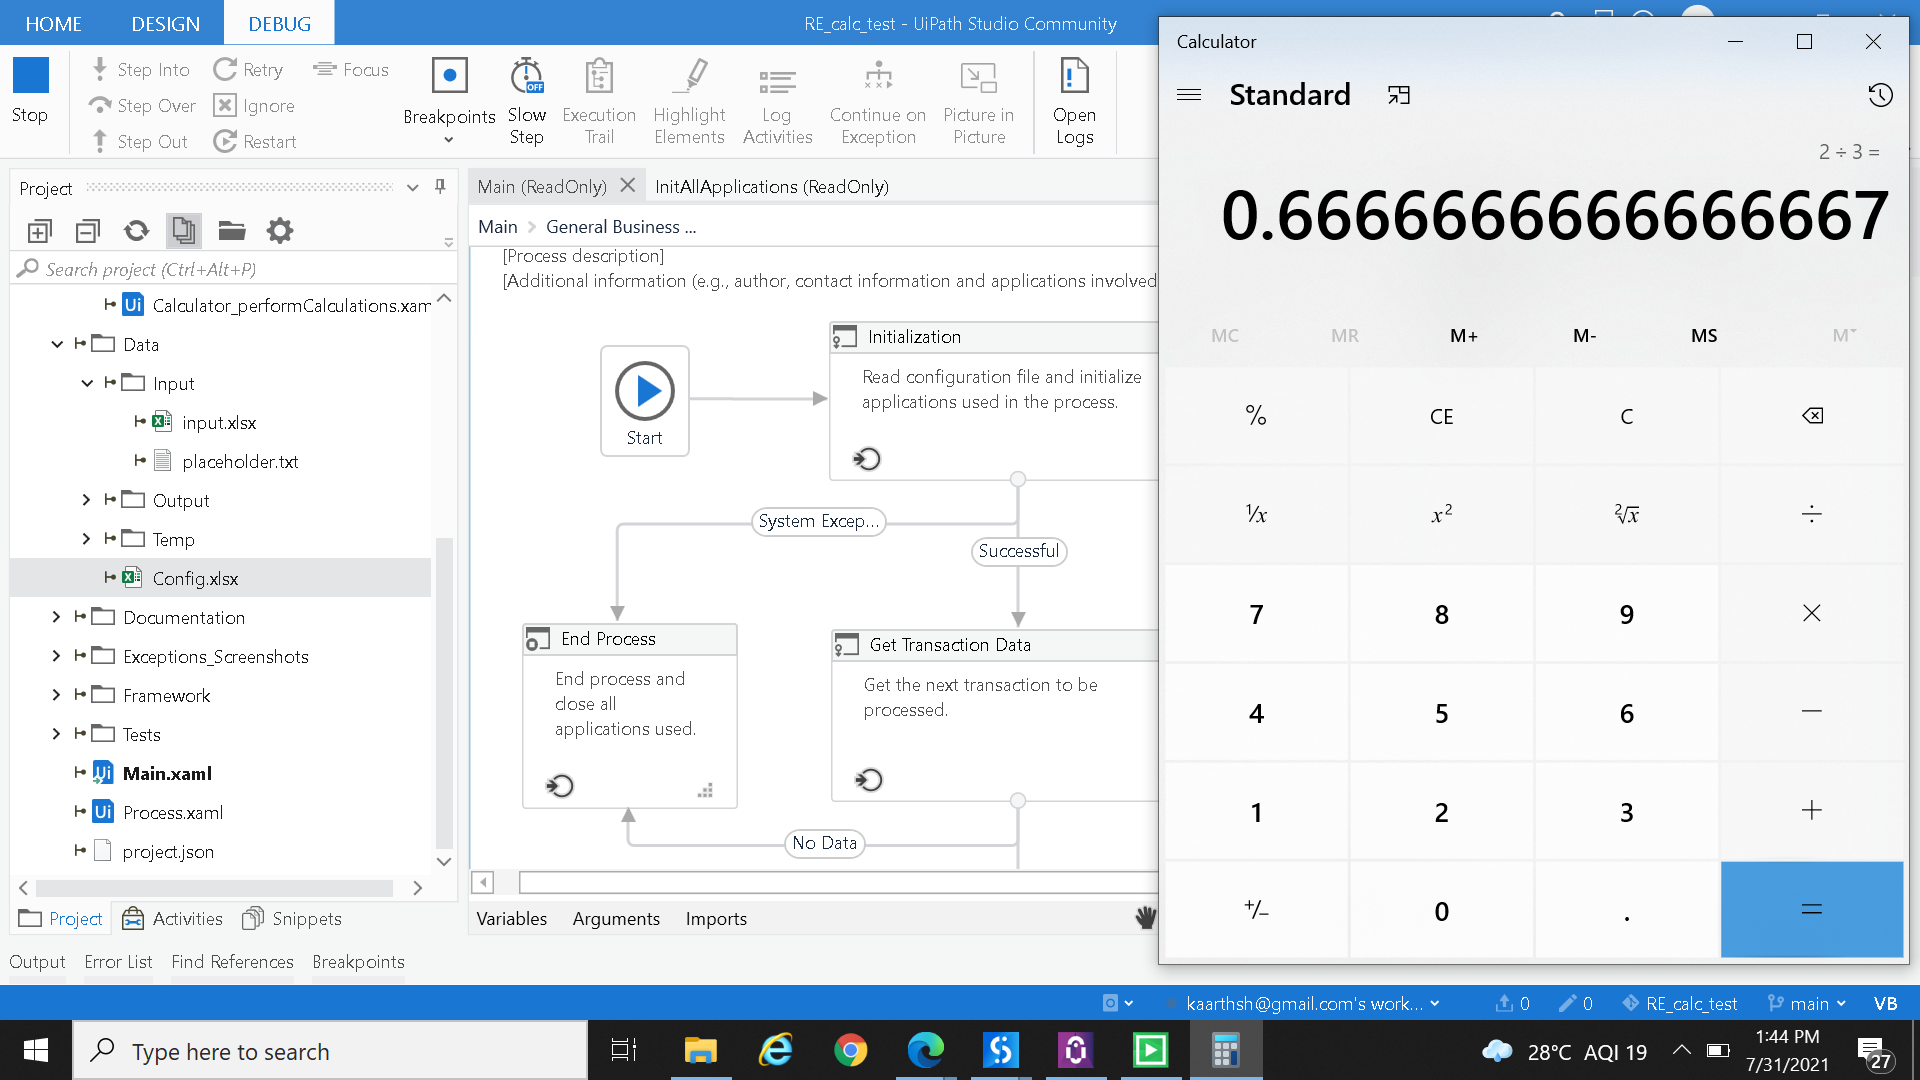 HOME DESIGN DEBUG RE_calc_test - UiPath Studio Community
Stop
Step Into
Step Over
Step Out
Retry
Ignore
Restart
Focus
Breakpoints
Slow
Step
OFF
Execution
Trail
Highlight
Elements
Log
Activities
Continue on
Exception
Picture in
Picture
Open
Logs
Project
Search project (Ctrl+Alt+P)
Calculator_performCalculations.xam
Data
Input
input.xlsx
placeholder.txt
Output
Temp
Config.xlsx
Documentation
Exceptions_Screenshots
Framework
Tests
Main.xaml
Process.xaml
project.json
Project Activities Snippets
Output Error List Find References Breakpoints
Main (ReadOnly) InitAllApplications (ReadOnly)
Main General Business ...
[Process description]
[Additional information (e.g., author, contact information and applications involved
Start
Initialization
Read configuration file and initialize
applications used in the process.
System Excep...
Successful
End Process
End process and
close all
applications used.
Get Transaction Data
Get the next transaction to be
processed.
No Data
Variables Arguments Imports
Calculator
Standard
2 ÷ 3 =
0.6666666666666667
MC MR M+ M- MS M˅
% CE C
¹/x x² ²√x ÷
7 8 9 ×
4 5 6 −
1 2 3 +
+/− 0 . =
kaarthsh@gmail.com's work... 0 0 RE_calc_test main VB
Type here to search
28°C AQI 19
1:44 PM
7/31/2021
27